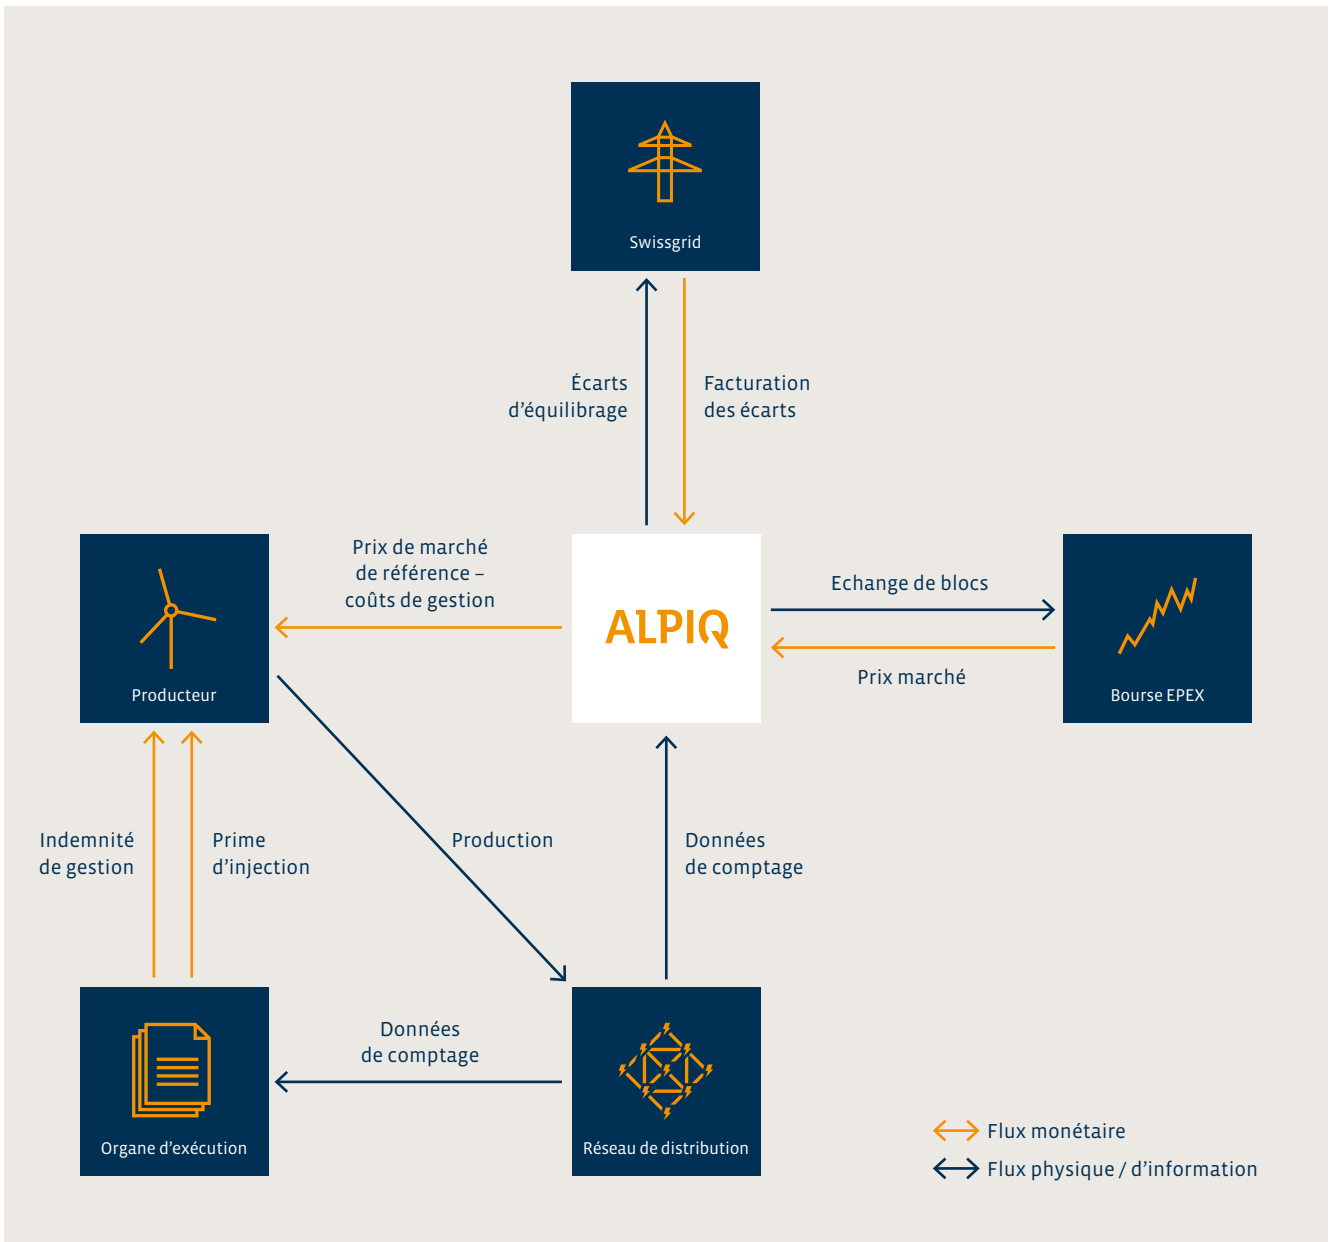 Swissgrid
Écarts
d’équilibrage
Facturation
des écarts
Prix de marché
de référence –
coûts de gestion
ALPIQ
Echange de blocs
Prix marché
Producteur
Bourse EPEX
Indemnité
de gestion
Prime
d’injection
Production
Données
de comptage
Données
de comptage
Organe d’exécution
Réseau de distribution
Flux monétaire
Flux physique / d’information